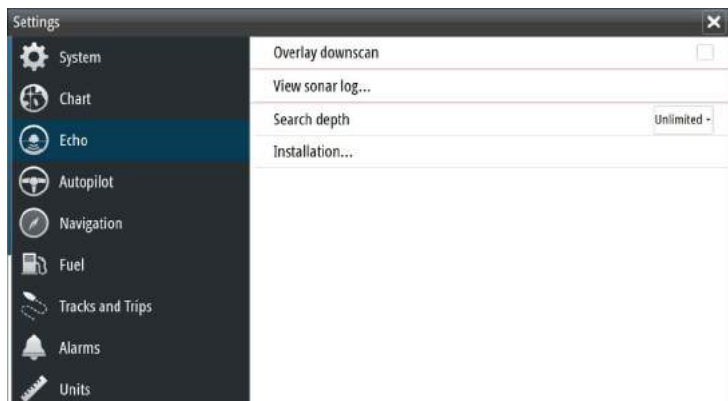 Settings
System
Chart
Echo
Autopilot
Navigation
Fuel
Tracks and Trips
Alarms
Units
Overlay downscan
View sonar log...
Search depth
Unlimited
Installation...